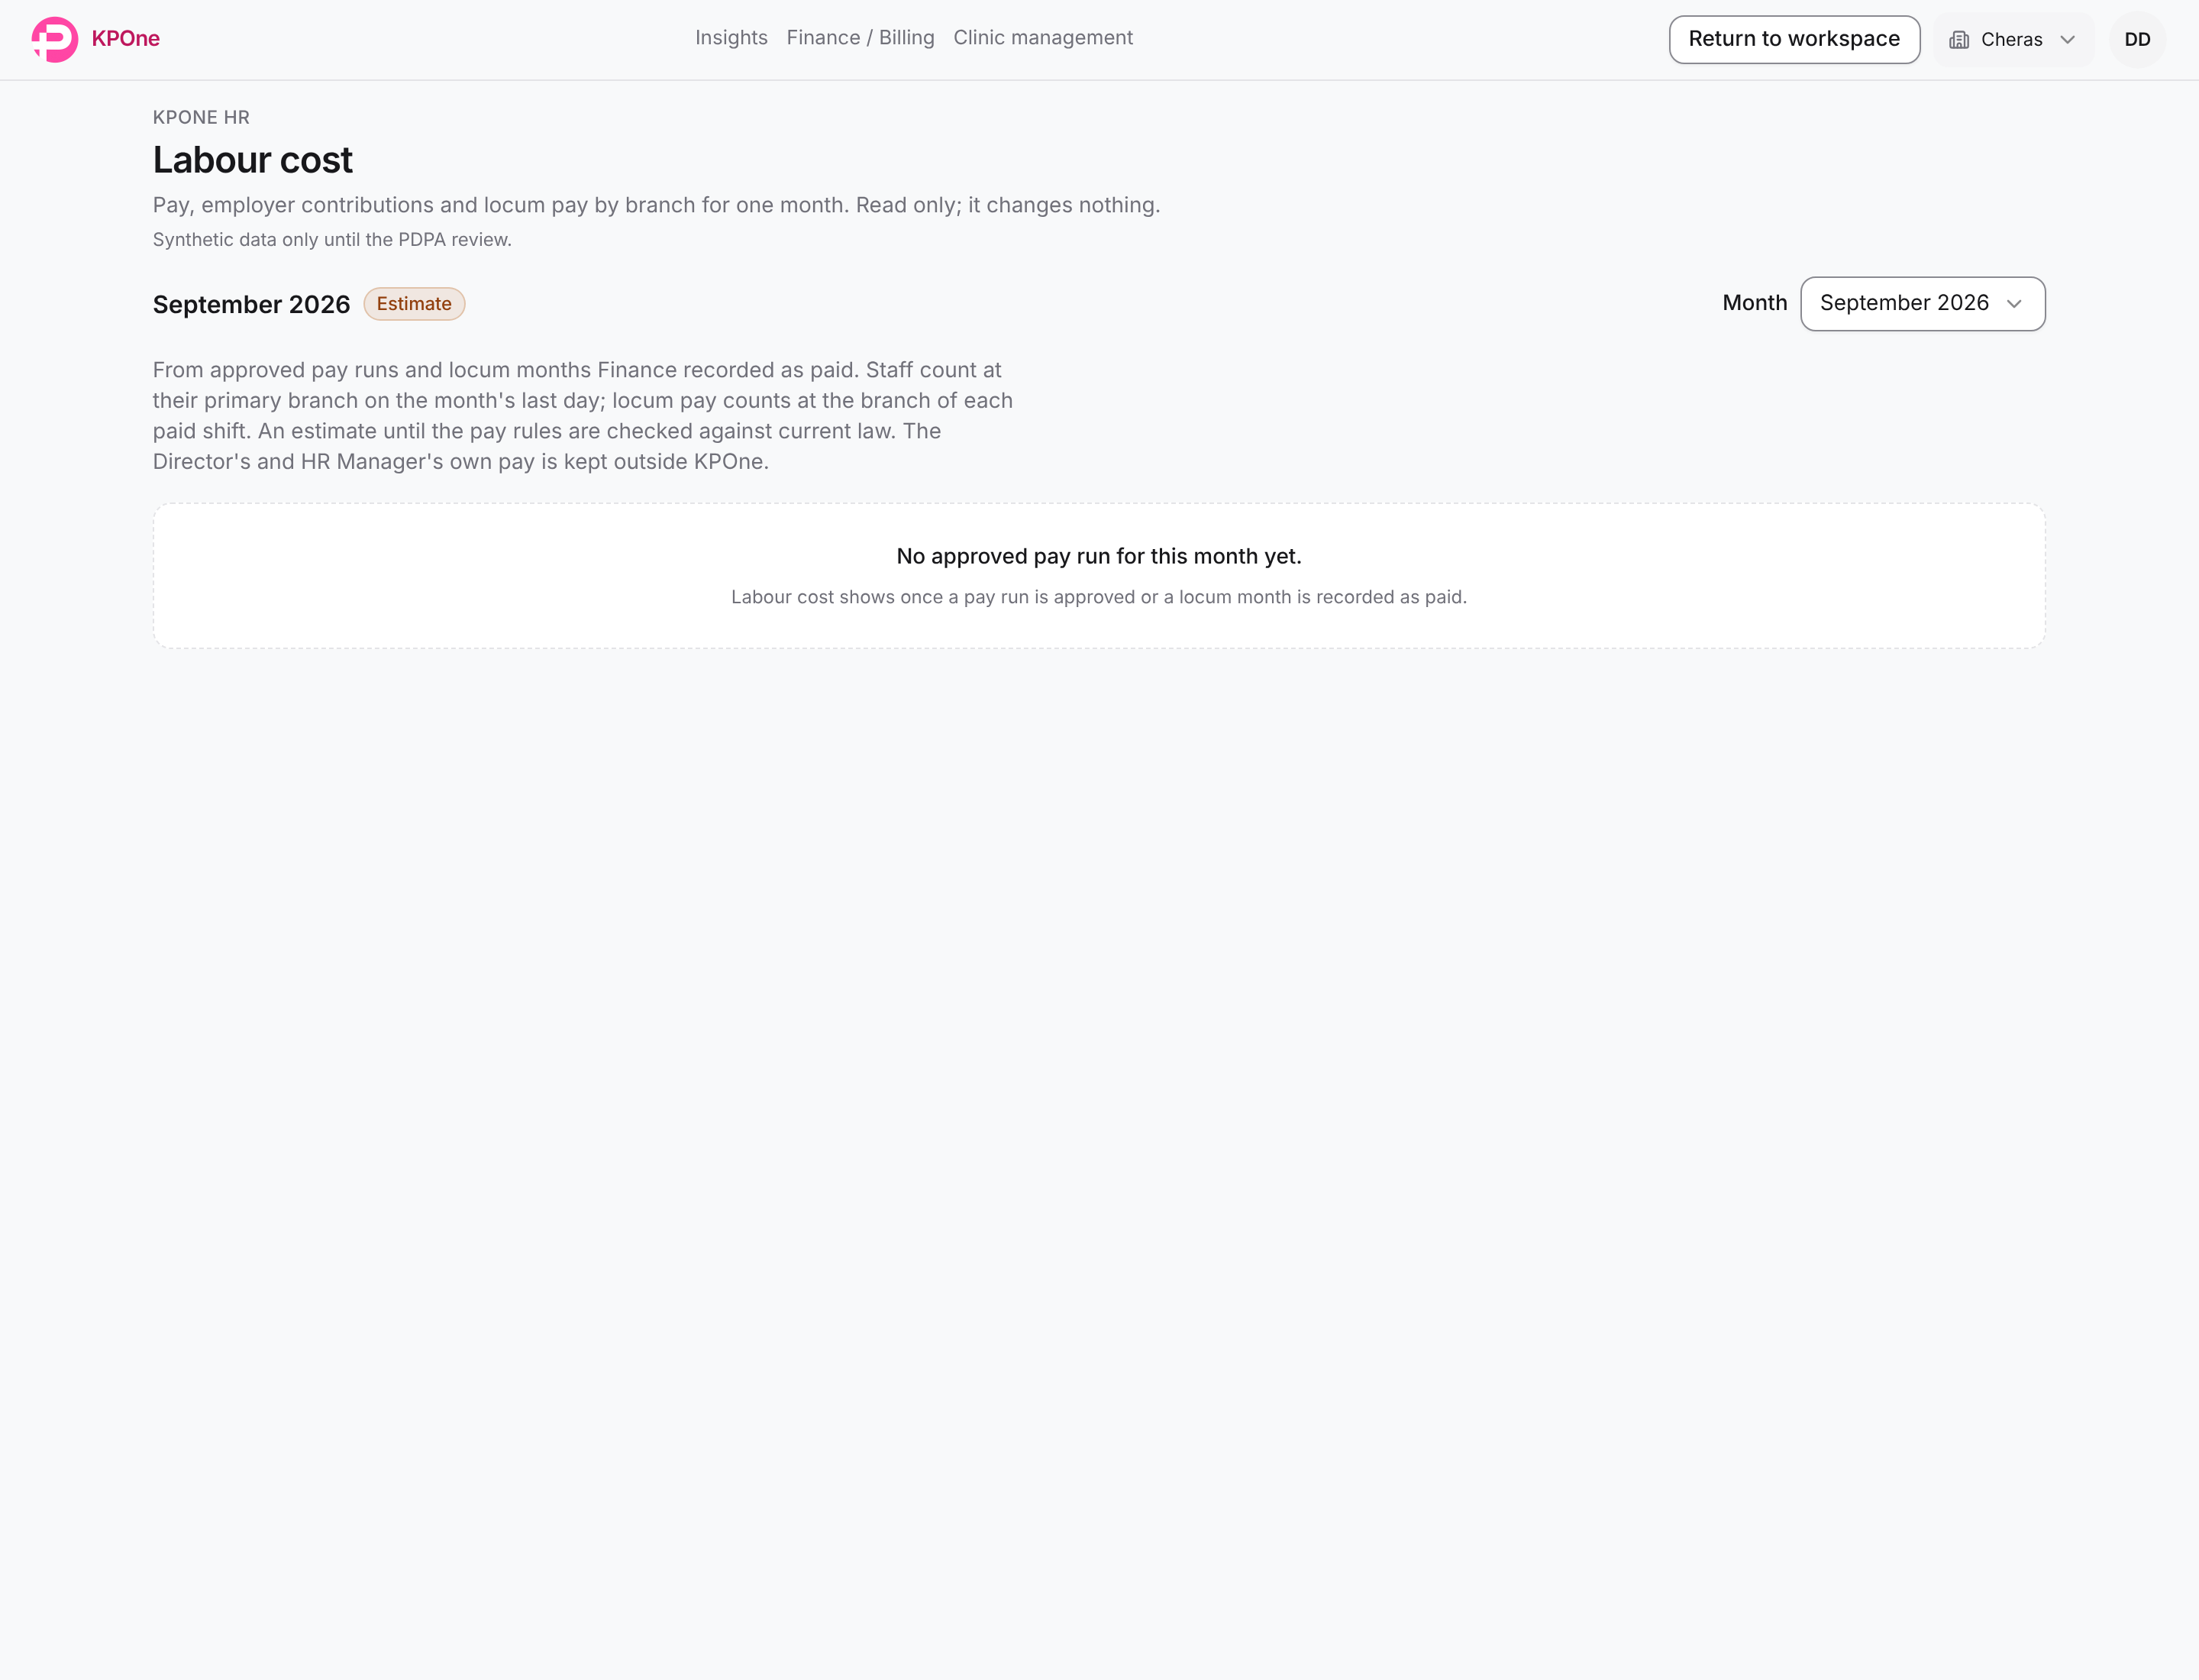 KPOne
Insights
Finance / Billing
Clinic management
Return to workspace
Cheras
DD
KPONE HR
Labour cost
Pay, employer contributions and locum pay by branch for one month. Read only; it changes nothing.
Synthetic data only until the PDPA review.
September 2026
Estimate
Month
September 2026
From approved pay runs and locum months Finance recorded as paid. Staff count at
their primary branch on the month's last day; locum pay counts at the branch of each
paid shift. An estimate until the pay rules are checked against current law. The
Director's and HR Manager's own pay is kept outside KPOne.
No approved pay run for this month yet.
Labour cost shows once a pay run is approved or a locum month is recorded as paid.